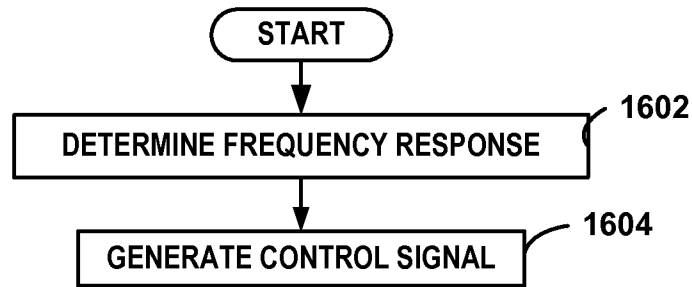 START
1602
DETERMINE FREQUENCY RESPONSE
1604
GENERATE CONTROL SIGNAL